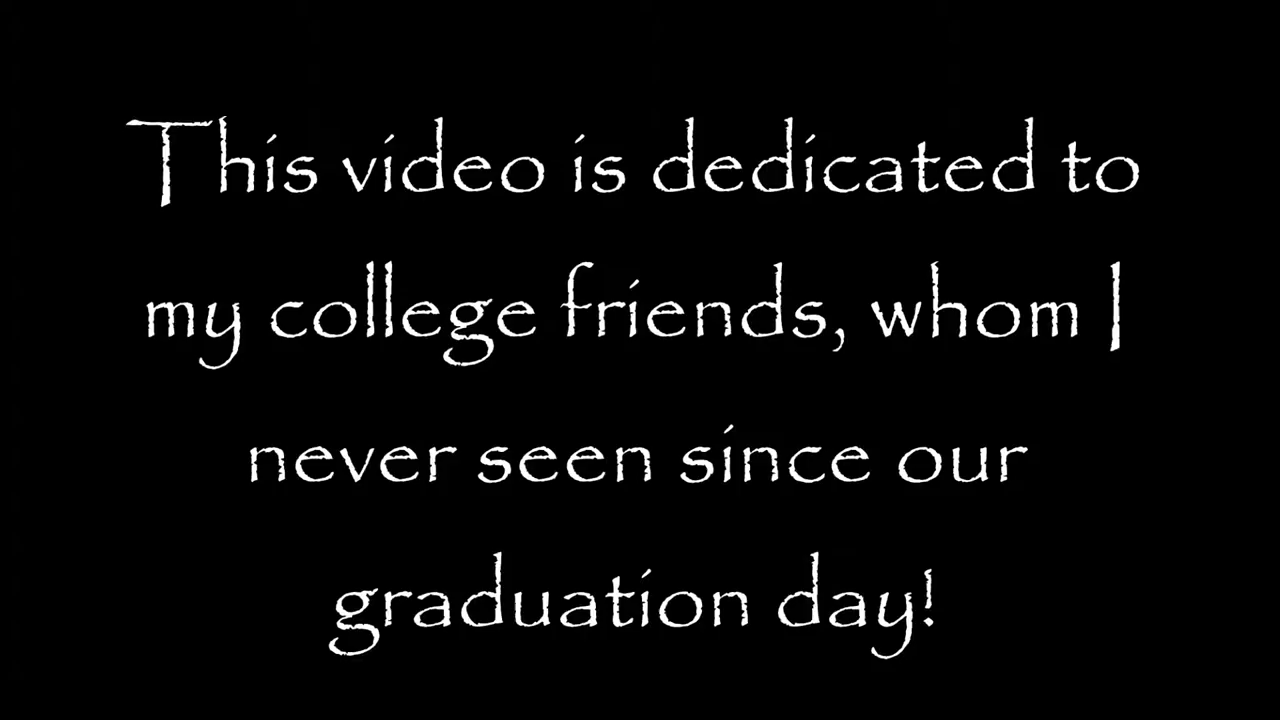 This video is dedicated to
my college friends, whom I
never seen since our
graduation day!